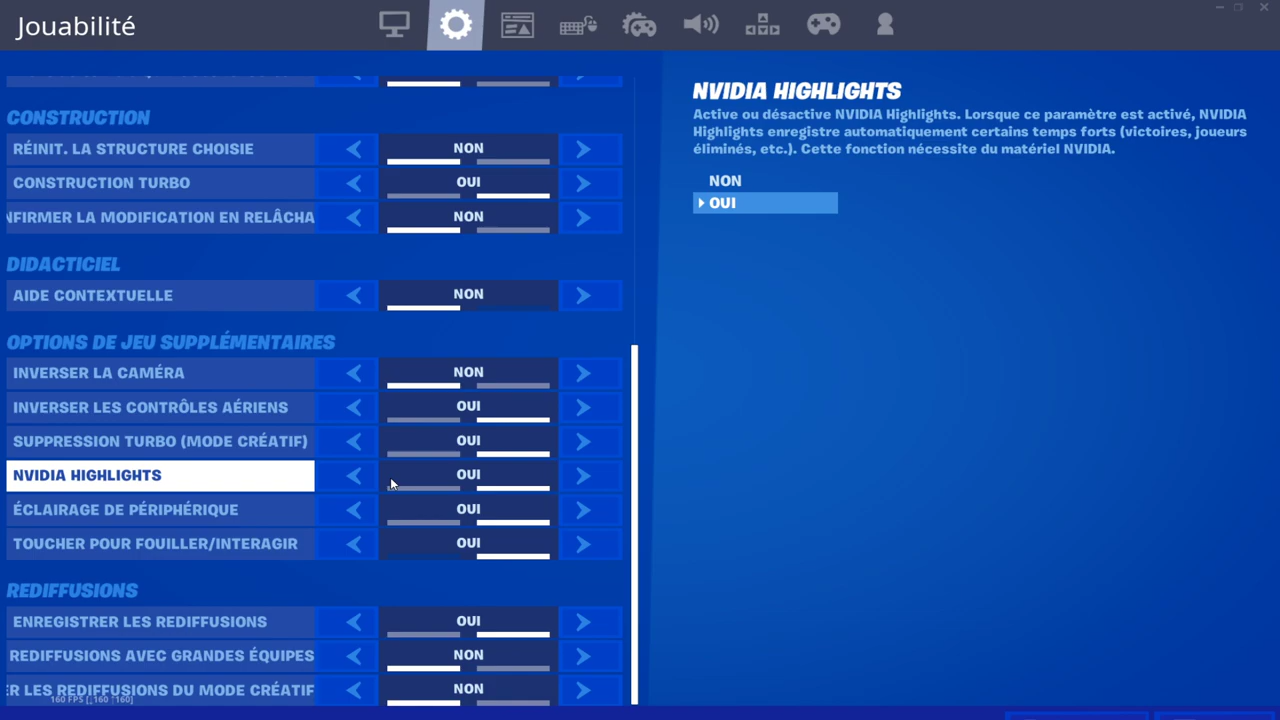 Jouabilité
CONSTRUCTION
RÉINIT. LA STRUCTURE CHOISIE
NON
CONSTRUCTION TURBO
OUI
NFIRMER LA MODIFICATION EN RELÂCHA
NON
DIDACTICIEL
AIDE CONTEXTUELLE
NON
OPTIONS DE JEU SUPPLÉMENTAIRES
INVERSER LA CAMÉRA
NON
INVERSER LES CONTRÔLES AÉRIENS
OUI
SUPPRESSION TURBO (MODE CRÉATIF)
OUI
NVIDIA HIGHLIGHTS
OUI
ÉCLAIRAGE DE PÉRIPHÉRIQUE
OUI
TOUCHER POUR FOUILLER/INTERAGIR
OUI
REDIFFUSIONS
ENREGISTRER LES REDIFFUSIONS
OUI
REDIFFUSIONS AVEC GRANDES ÉQUIPES
NON
ER LES REDIFFUSIONS DU MODE CRÉATIF
NON
160 FPS [↓160 ↑160]
NVIDIA HIGHLIGHTS
Active ou désactive NVIDIA Highlights. Lorsque ce paramètre est activé, NVIDIA
Highlights enregistre automatiquement certains temps forts (victoires, joueurs
éliminés, etc.). Cette fonction nécessite du matériel NVIDIA.
NON
OUI